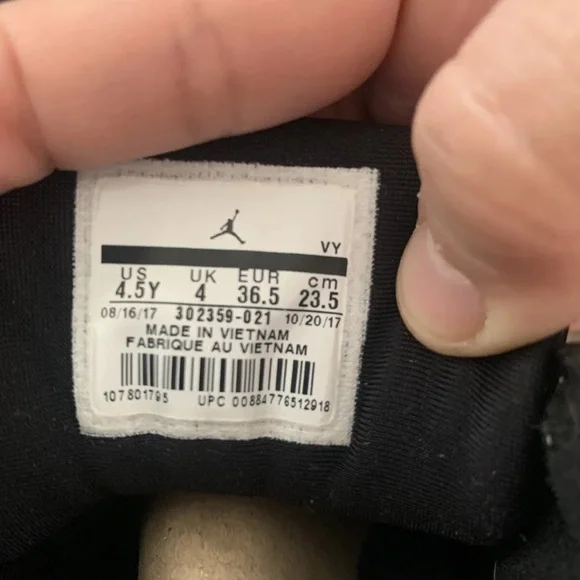 VY
US UK EUR cm
4.5Y 4 36.5 23.5
08/16/17 302359-021 10/20/17
MADE IN VIETNAM
FABRIQUE AU VIETNAM
107801795 UPC 00884776512918